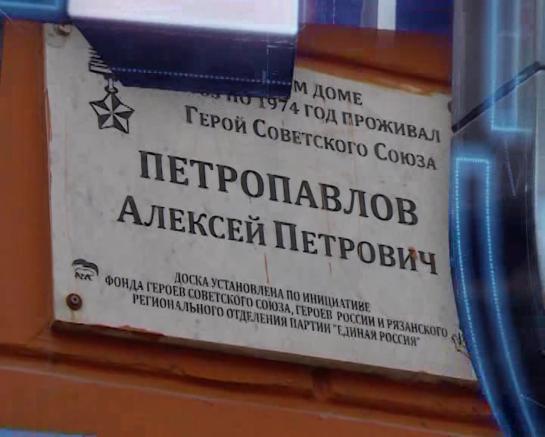 ДОМЕ
ПО 1974 ГОД ПРОЖИВАЛ
ГЕРОЙ СОВЕТСКОГО СОЮЗА
ПЕТРОПАВЛОВ
АЛЕКСЕЙ ПЕТРОВИЧ
ДОСКА УСТАНОВЛЕНА ПО ИНИЦИАТИВЕ
ФОНДА ГЕРОЕВ СОВЕТСКОГО СОЮЗА, ГЕРОЕВ РОССИИ И РЯЗАНСКОГО
РЕГИОНАЛЬНОГО ОТДЕЛЕНИЯ ПАРТИИ "ЕДИНАЯ РОССИЯ"